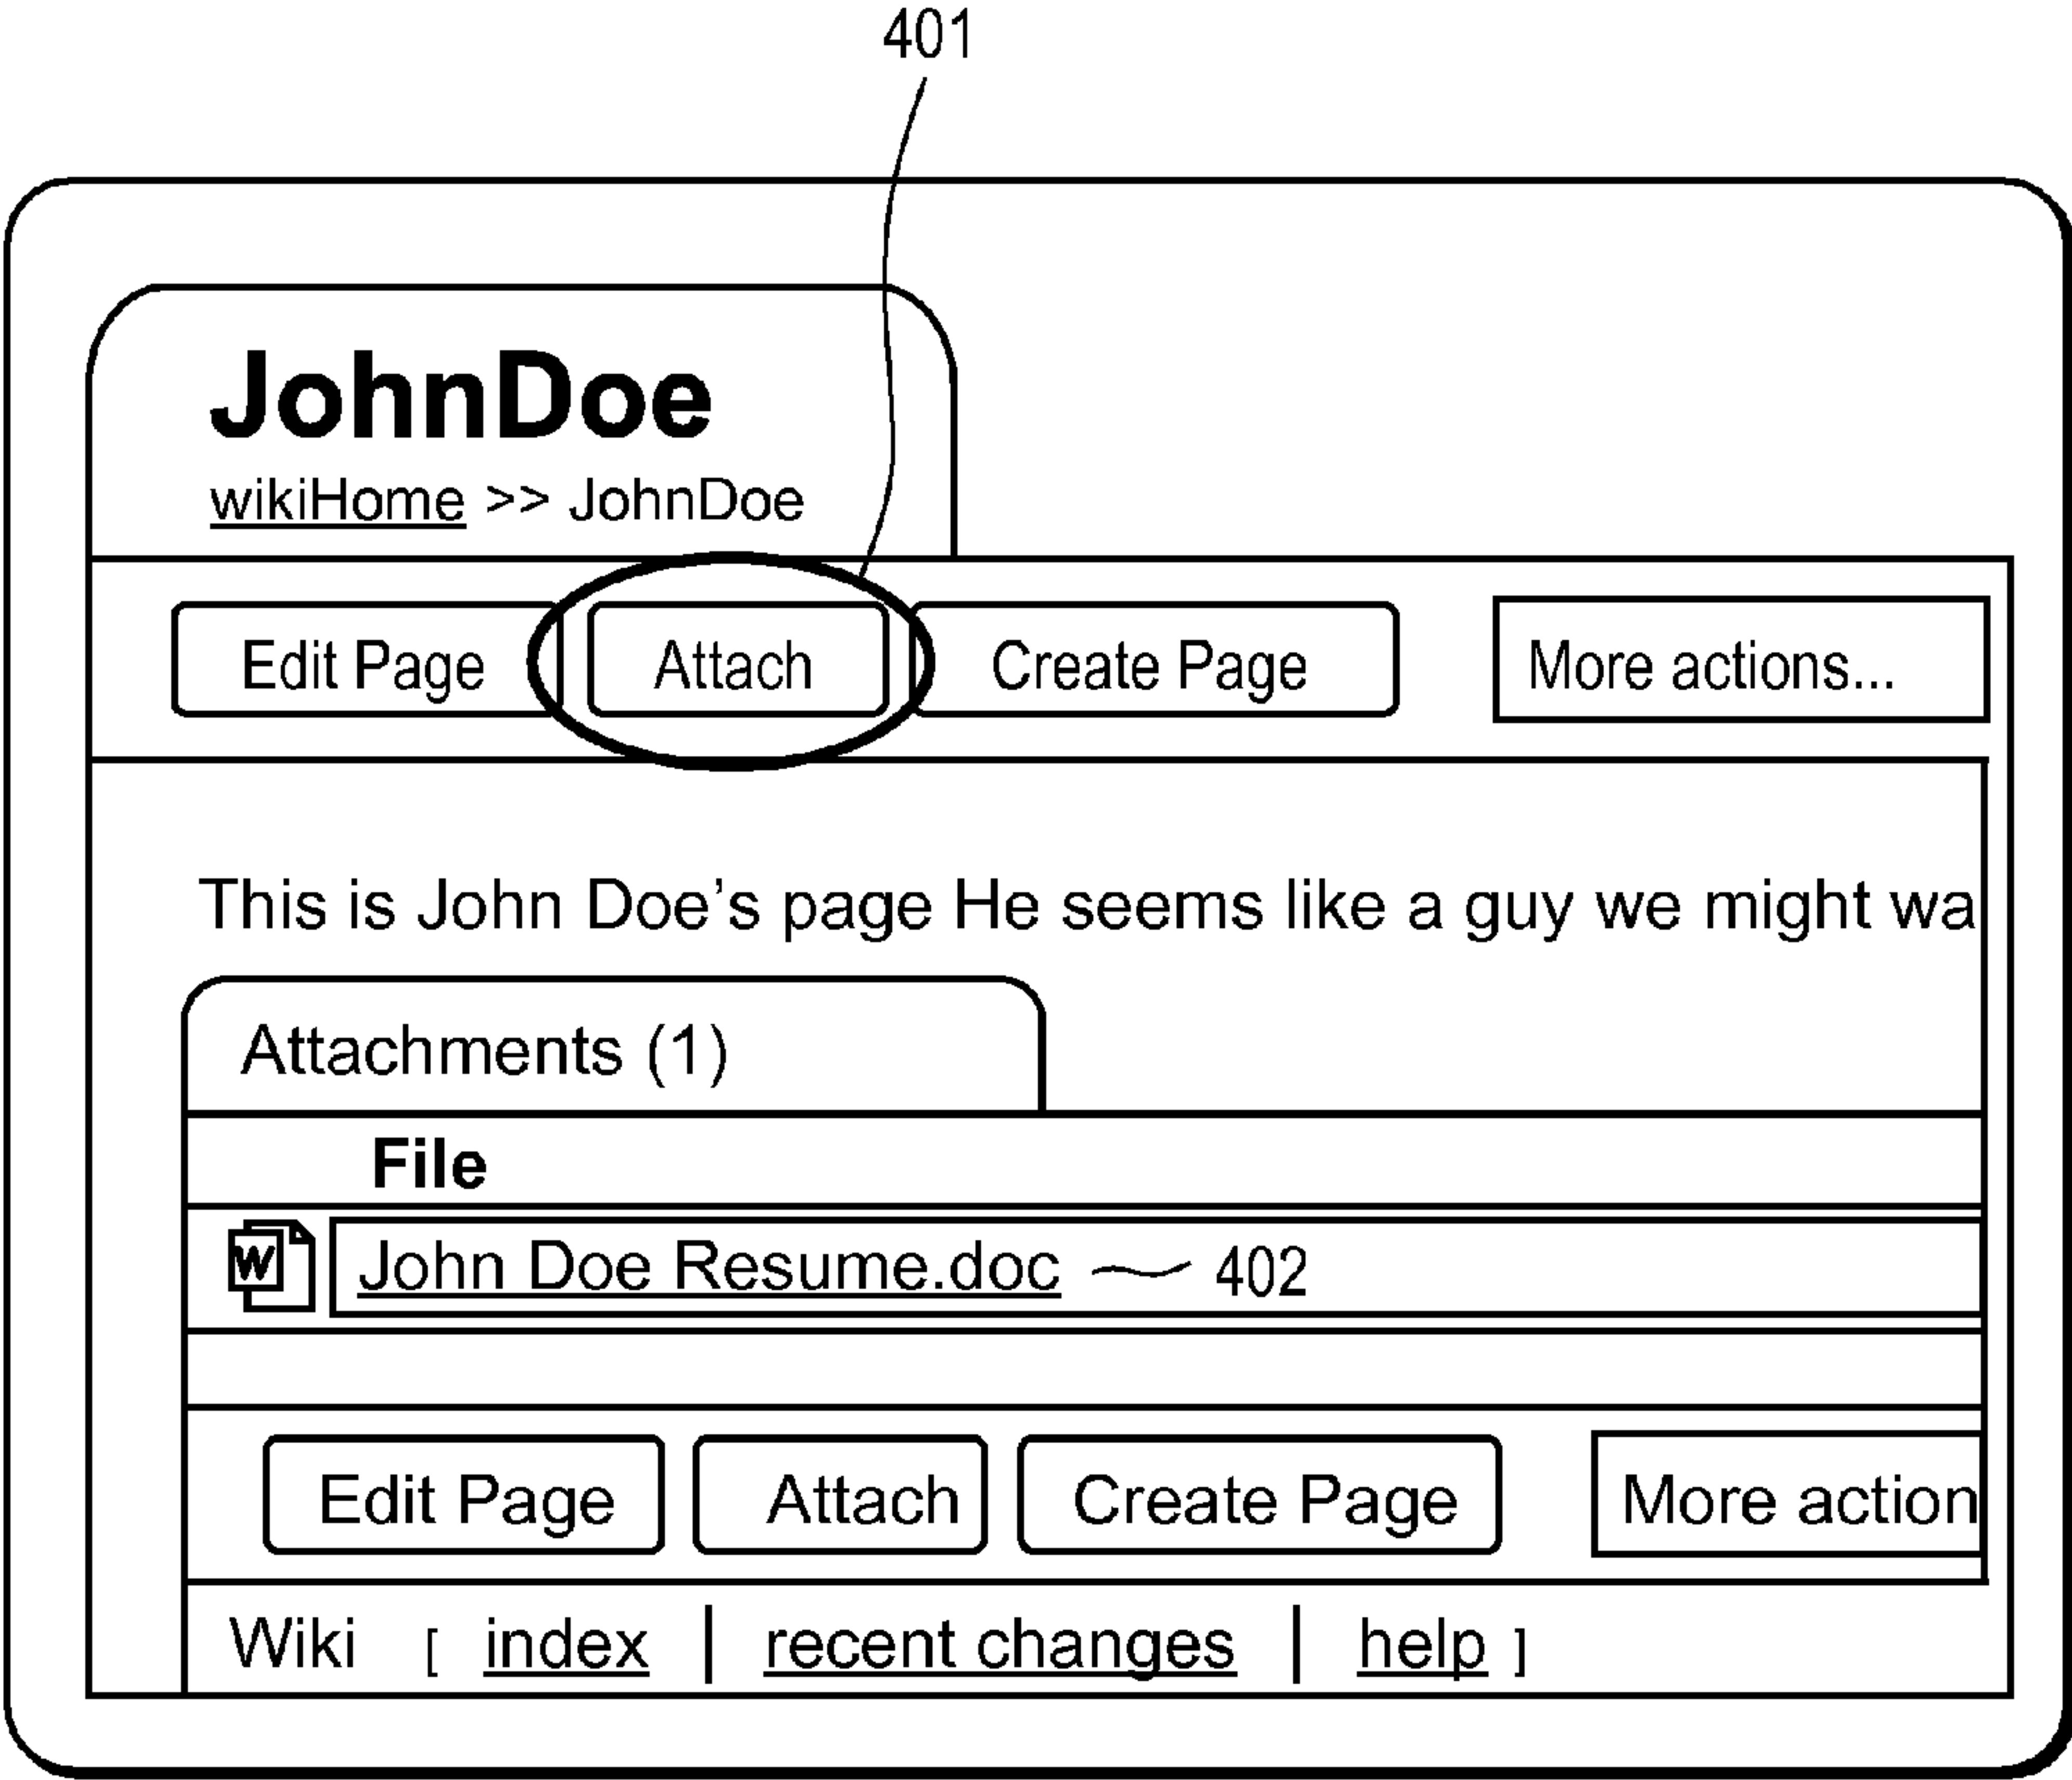 401
JohnDoe
wikiHome >> JohnDoe
Edit Page Attach Create Page More actions...
This is John Doe's page He seems like a guy we might wa
Attachments (1)
File
W John Doe Resume.doc 402
Edit Page Attach Create Page More action
Wiki [ index | recent changes | help ]